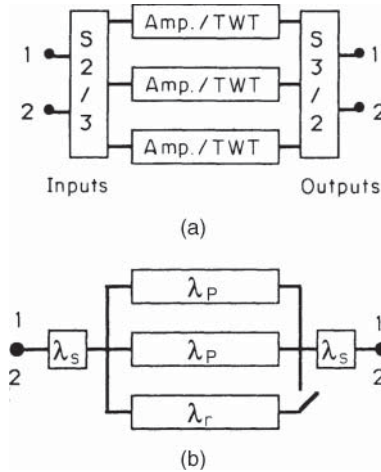 S 2 / 3
Amp./TWT
Amp./TWT
Amp./TWT
S 3 / 2
1
2
1
2
Inputs
Outputs
(a)
λP
1
2
λs
λP
λs
1
2
λr
(b)